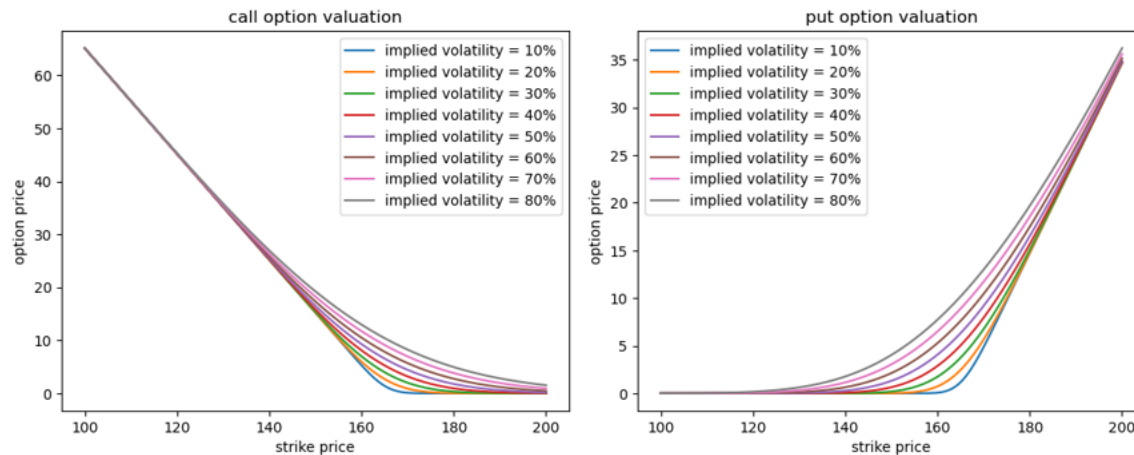 call option valuation
option price
60
50
40
30
20
10
0
implied volatility = 10%
implied volatility = 20%
implied volatility = 30%
implied volatility = 40%
implied volatility = 50%
implied volatility = 60%
implied volatility = 70%
implied volatility = 80%
100 120 140 160 180 200
strike price
put option valuation
option price
35
30
25
20
15
10
5
0
implied volatility = 10%
implied volatility = 20%
implied volatility = 30%
implied volatility = 40%
implied volatility = 50%
implied volatility = 60%
implied volatility = 70%
implied volatility = 80%
100 120 140 160 180 200
strike price